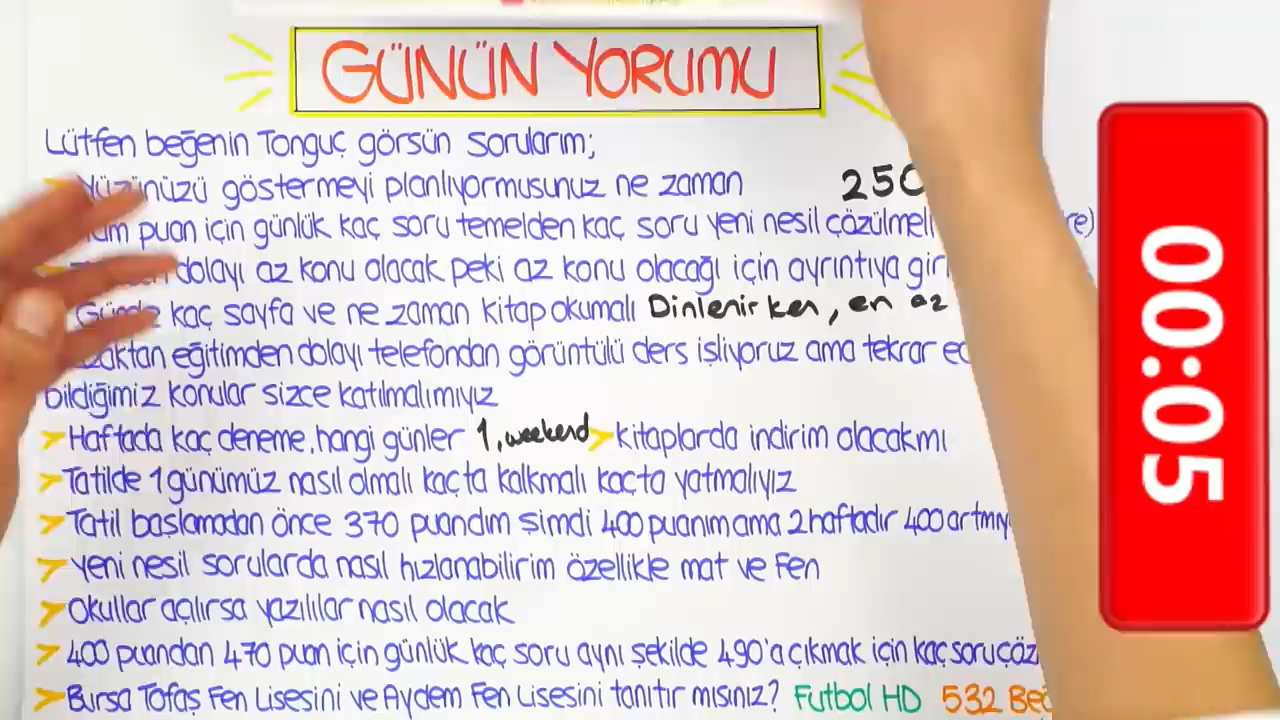 GÜNÜN YORUMU
Lütfen beğenin Tonguç görsün sorularım;
Yüzünüzü göstermeyi planlıyormusunuz ne zaman 250
puan için günlük kaç soru temelden kaç soru yeni nesil çözülmeli
dolayı az konu olacak peki az konu olacağı için ayrıntıya
Günde kaç sayfa ve ne zaman kitap okumalı Dinlenirken, en az
eğitimden dolayı telefondan görüntülü ders işliyoruz ama tekrar
bildiğimiz konular sizce katılmalımıyız
➤ Haftada kaç deneme, hangi günler 1, weekend ➤ kitaplarda indirim olacakmı
➤ Tatilde 1 günümüz nasıl olmalı kaçta kalkmalı kaçta yatmalıyız
➤ Tatil başlamadan önce 370 puandım şimdi 400 puanım ama 2 haftadır 400
➤ Yeni nesil sorularda nasıl hızlanabilirim özellikle mat ve Fen
➤ Okullar açılırsa yazılılar nasıl olacak
➤ 400 puandan 470 puan için günlük kaç soru aynı şekilde 490'a çıkmak için kaç soru
➤ Bursa Tofaş Fen Lisesini ve Aydem Fen Lisesini tanıtır mısınız? Futbol HD 532
00:05